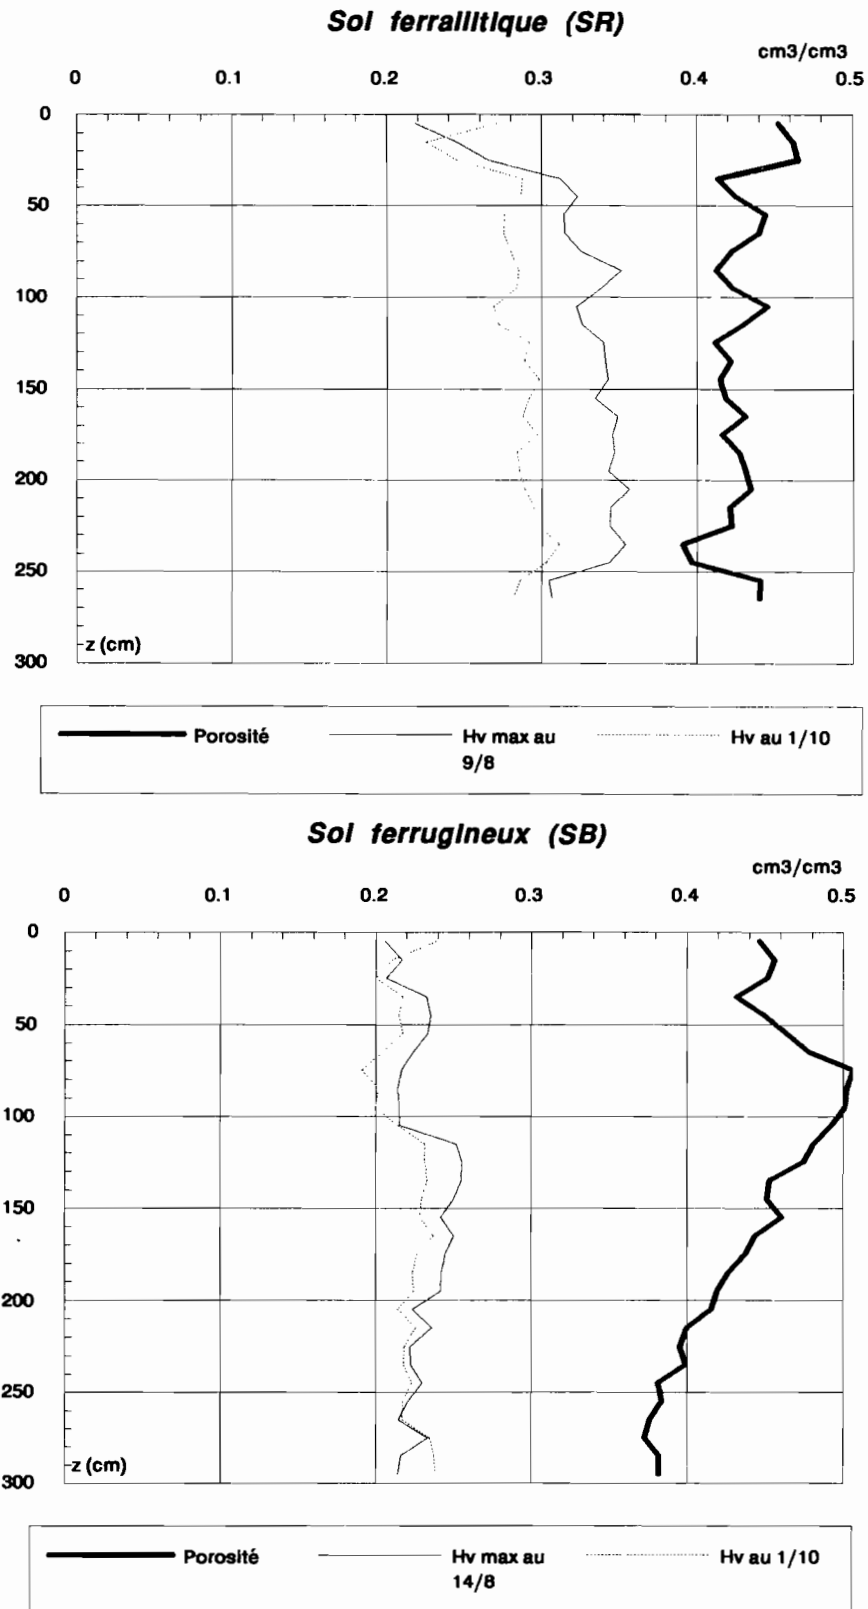 Sol ferrallitique (SR)
cm3/cm3
0 0.1 0.2 0.3 0.4 0.5
0
50
100
150
200
250
z (cm)
300
Porosité Hv max au 9/8 Hv au 1/10
Sol ferrugineux (SB)
cm3/cm3
0 0.1 0.2 0.3 0.4 0.5
0
50
100
150
200
250
z (cm)
300
Porosité Hv max au 14/8 Hv au 1/10